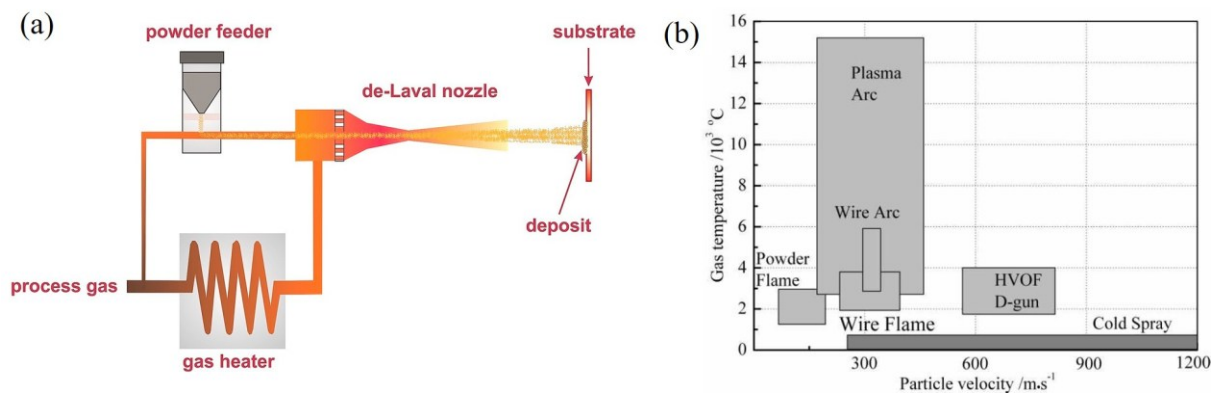 (a)
powder feeder
substrate
de-Laval nozzle
deposit
process gas
gas heater
(b)
Gas temperature /10³ °C
16
14
12
10
8
6
4
2
0
Plasma
Arc
Wire Arc
Powder
Flame
Wire Flame
HVOF
D-gun
Cold Spray
300
600
900
1200
Particle velocity /m•s⁻¹